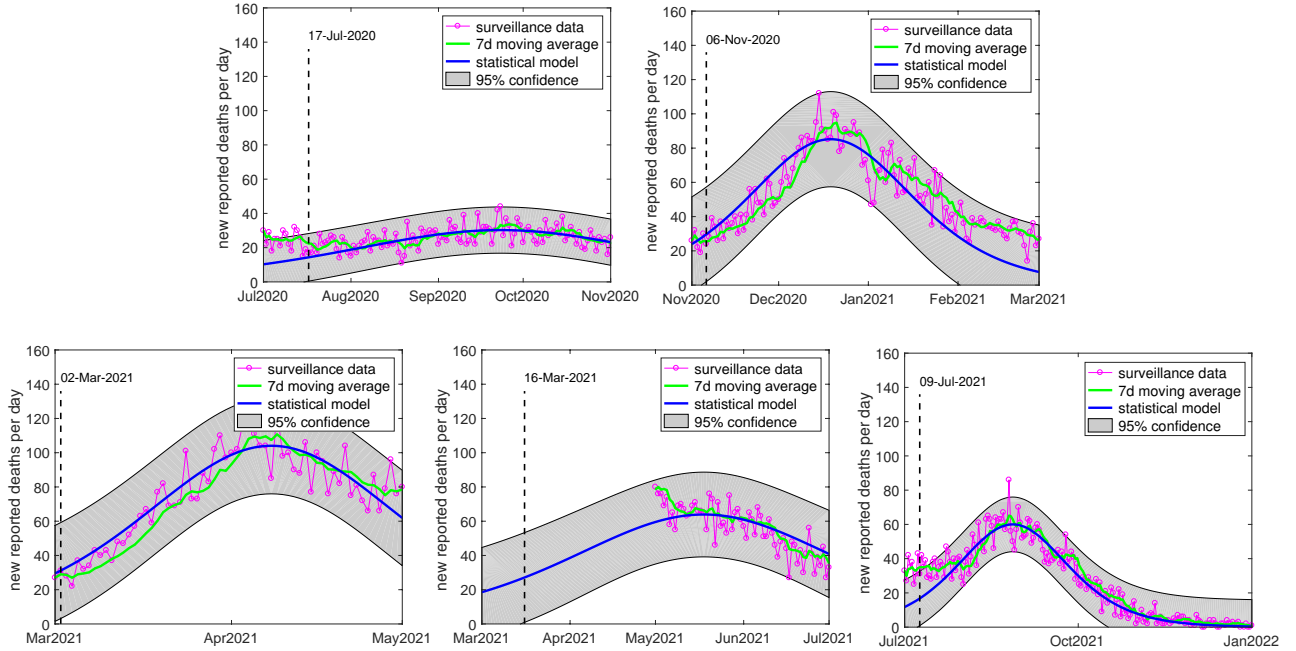 new reported deaths per day
160
140
120
100
80
60
40
20
0
17-Jul-2020
surveillance data
7d moving average
statistical model
95% confidence
Jul2020 Aug2020 Sep2020 Oct2020 Nov2020
new reported deaths per day
160
140
120
100
80
60
40
20
0
06-Nov-2020
surveillance data
7d moving average
statistical model
95% confidence
Nov2020 Dec2020 Jan2021 Feb2021 Mar2021
new reported deaths per day
160
140
120
100
80
60
40
20
0
02-Mar-2021
surveillance data
7d moving average
statistical model
95% confidence
Mar2021 Apr2021 May2021
new reported deaths per day
160
140
120
100
80
60
40
20
0
16-Mar-2021
surveillance data
7d moving average
statistical model
95% confidence
Mar2021 Apr2021 May2021 Jun2021 Jul2021
new reported deaths per day
160
140
120
100
80
60
40
20
0
09-Jul-2021
surveillance data
7d moving average
statistical model
95% confidence
Jul2021 Oct2021 Jan2022